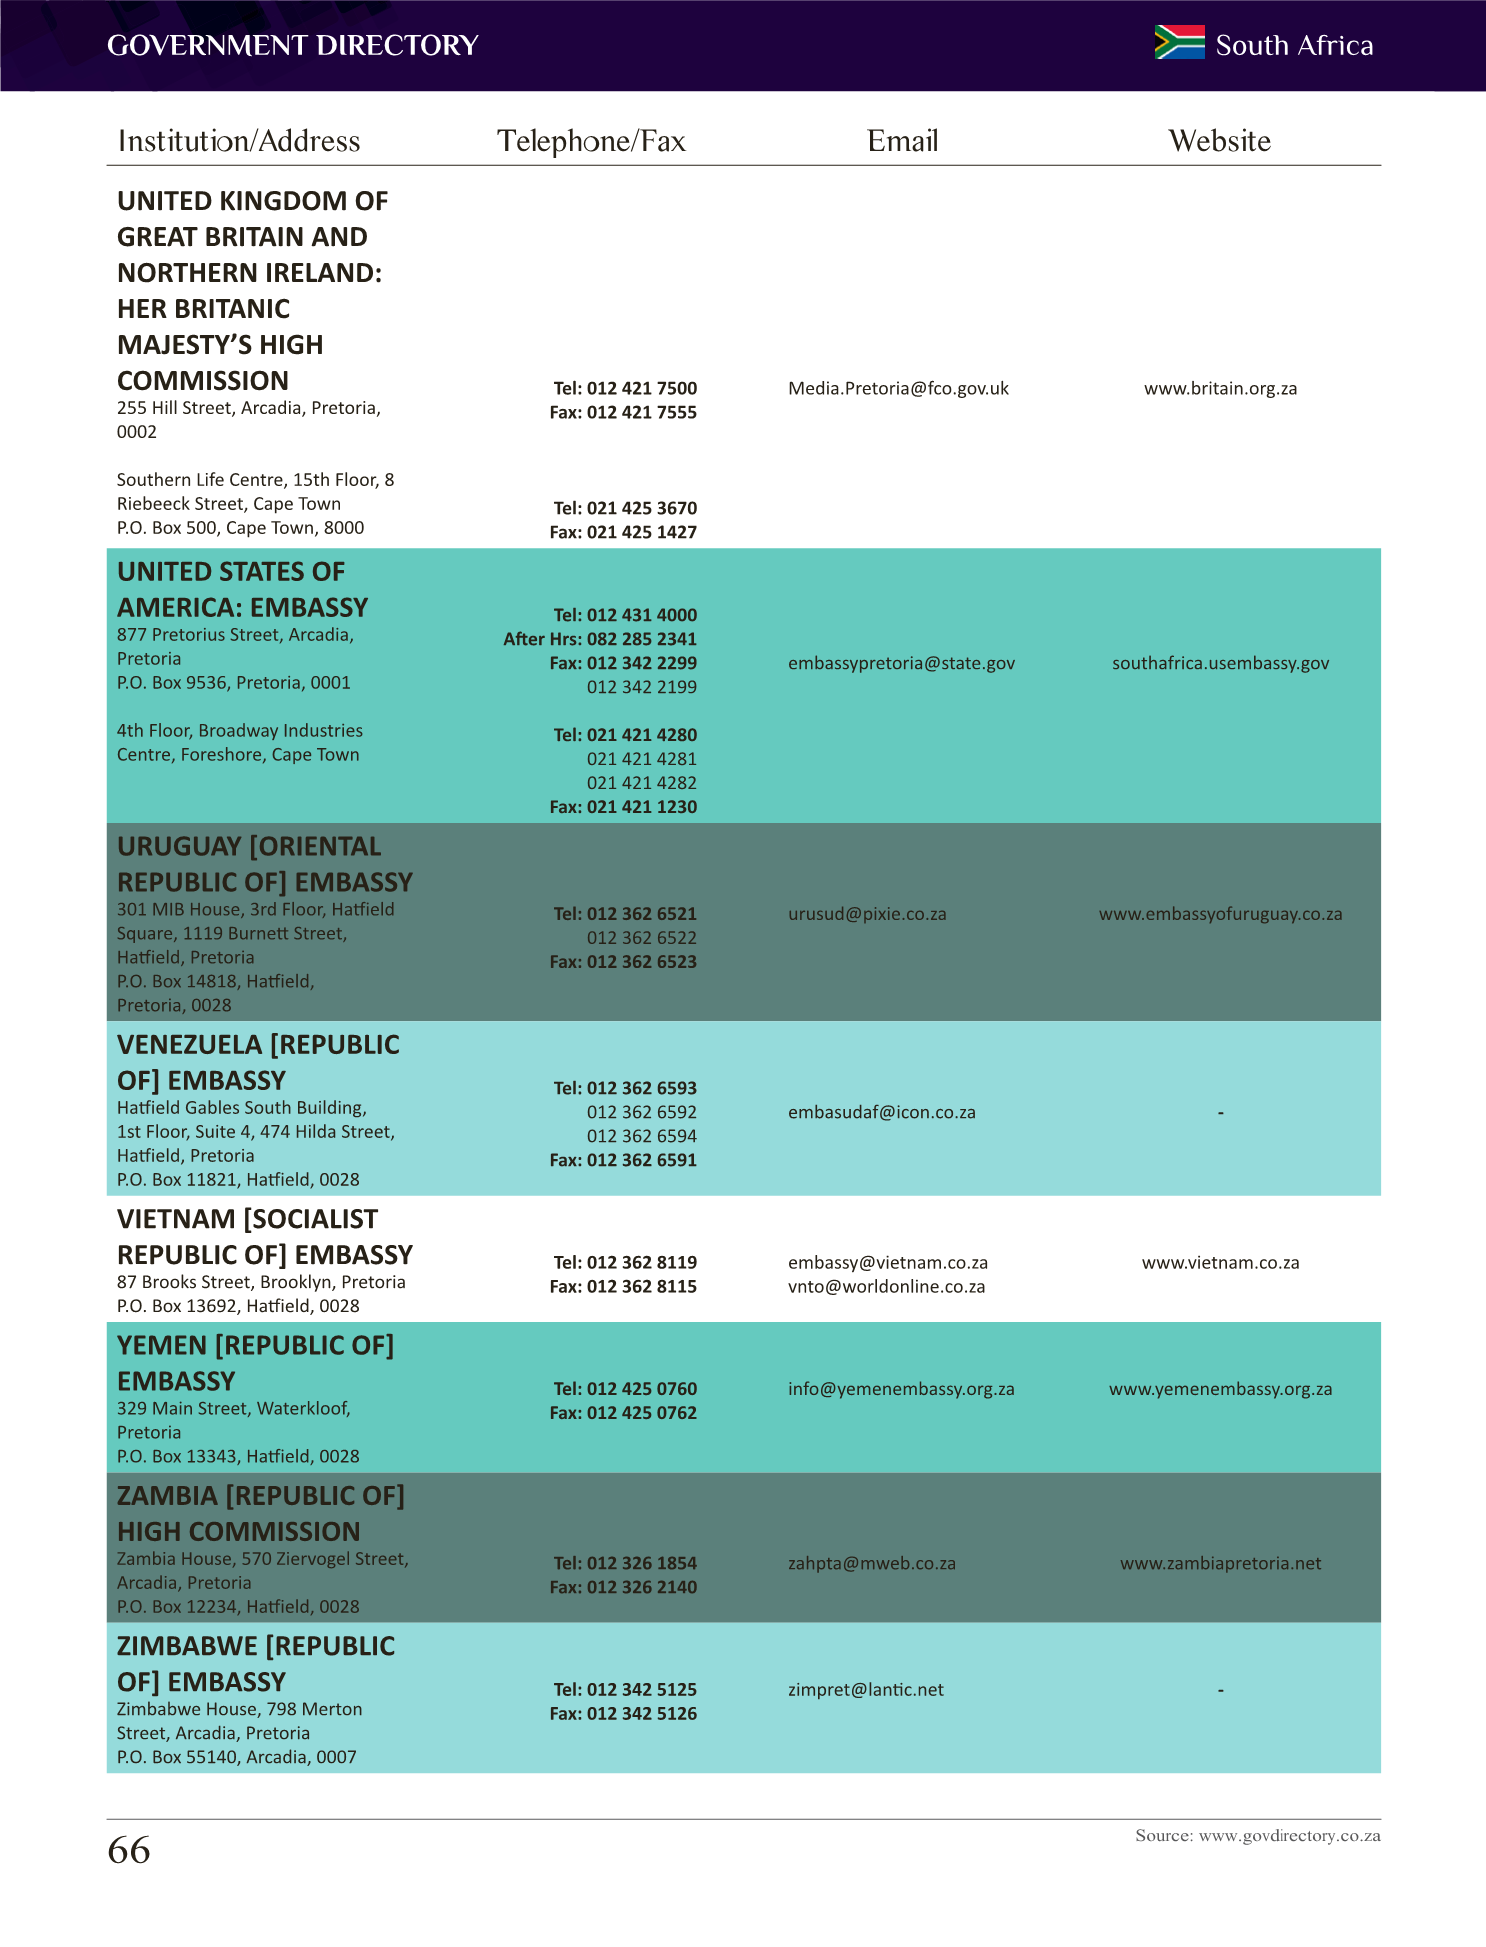 GOVERNMENT DIRECTORY
South Africa
Institution/Address
Telephone/Fax
Email
Website
UNITED KINGDOM OF
GREAT BRITAIN AND
NORTHERN IRELAND:
HER BRITANIC
MAJESTY’S HIGH
COMMISSION
255 Hill Street, Arcadia, Pretoria,
0002
Southern Life Centre, 15th Floor, 8
Riebeeck Street, Cape Town
P.O. Box 500, Cape Town, 8000
Tel: 012 421 7500
Fax: 012 421 7555
Tel: 021 425 3670
Fax: 021 425 1427
Media.Pretoria@fco.gov.uk
www.britain.org.za
UNITED STATES OF
AMERICA: EMBASSY
877 Pretorius Street, Arcadia,
Pretoria
P.O. Box 9536, Pretoria, 0001
4th Floor, Broadway Industries
Centre, Foreshore, Cape Town
Tel: 012 431 4000
After Hrs: 082 285 2341
Fax: 012 342 2299
012 342 2199
Tel: 021 421 4280
021 421 4281
021 421 4282
Fax: 021 421 1230
embassypretoria@state.gov
southafrica.usembassy.gov
URUGUAY [ORIENTAL
REPUBLIC OF] EMBASSY
301 MIB House, 3rd Floor, Hatfield
Square, 1119 Burnett Street,
Hatfield, Pretoria
P.O. Box 14818, Hatfield,
Pretoria, 0028
Tel: 012 362 6521
012 362 6522
Fax: 012 362 6523
urusud@pixie.co.za
www.embassyofuruguay.co.za
VENEZUELA [REPUBLIC
OF] EMBASSY
Hatfield Gables South Building,
1st Floor, Suite 4, 474 Hilda Street,
Hatfield, Pretoria
P.O. Box 11821, Hatfield, 0028
Tel: 012 362 6593
012 362 6592
012 362 6594
Fax: 012 362 6591
embasudaf@icon.co.za
-
VIETNAM [SOCIALIST
REPUBLIC OF] EMBASSY
87 Brooks Street, Brooklyn, Pretoria
P.O. Box 13692, Hatfield, 0028
Tel: 012 362 8119
Fax: 012 362 8115
embassy@vietnam.co.za
vnto@worldonline.co.za
www.vietnam.co.za
YEMEN [REPUBLIC OF]
EMBASSY
329 Main Street, Waterkloof,
Pretoria
P.O. Box 13343, Hatfield, 0028
Tel: 012 425 0760
Fax: 012 425 0762
info@yemenembassy.org.za
www.yemenembassy.org.za
ZAMBIA [REPUBLIC OF]
HIGH COMMISSION
Zambia House, 570 Ziervogel Street,
Arcadia, Pretoria
P.O. Box 12234, Hatfield, 0028
Tel: 012 326 1854
Fax: 012 326 2140
zahpta@mweb.co.za
www.zambiapretoria.net
ZIMBABWE [REPUBLIC
OF] EMBASSY
Zimbabwe House, 798 Merton
Street, Arcadia, Pretoria
P.O. Box 55140, Arcadia, 0007
Tel: 012 342 5125
Fax: 012 342 5126
zimpret@lantic.net
-
66
Source: www.govdirectory.co.za